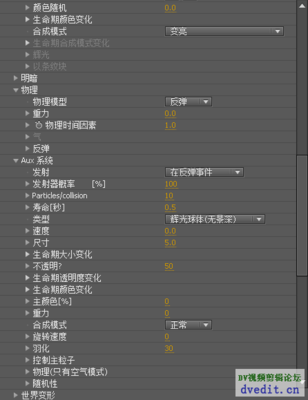 颜色随机 0.0
生命期颜色变化
合成模式 变亮
生命期合成模式变化
辉光
以条纹块
明暗
物理
物理模型 反弹
重力 0.0
物理时间因素 1.0
气
反弹
Aux 系统
发射 在反弹事件
发射器概率 [%] 100
Particles/collision 10
寿命[秒] 0.5
类型 辉光球体(无景深)
速度 0.0
尺寸 5.0
生命期大小变化
不透明? 50
生命期透明度变化
生命期颜色变化
主颜色[%] 0
重力 0
合成模式 正常
旋转速度 0
羽化 30
控制主粒子
物理(只有空气模式)
随机性
世界变形
DV视频剪辑论坛
dvedit.cn